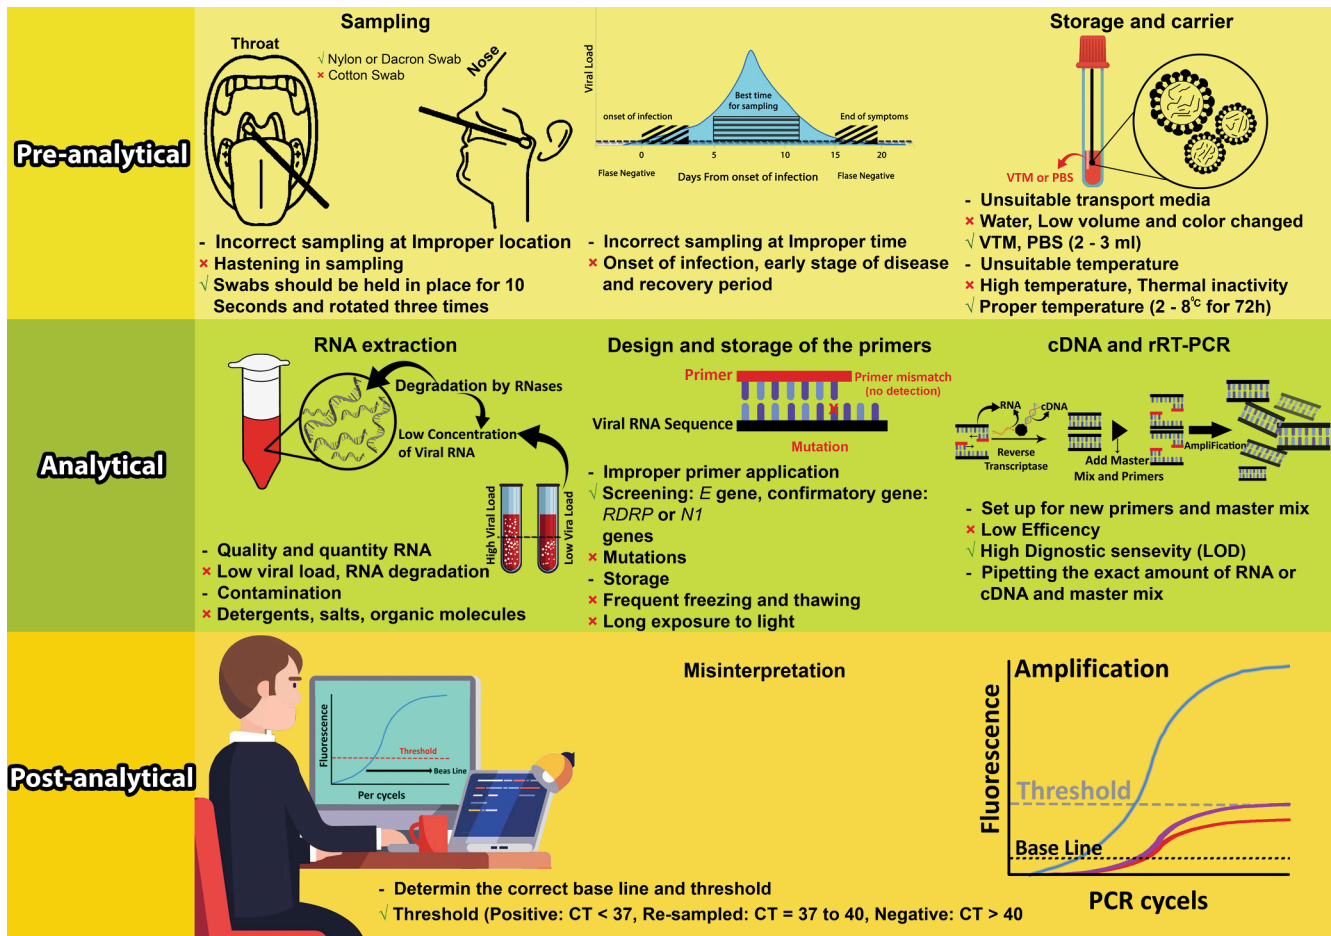 Pre-analytical
Sampling
Throat
√ Nylon or Dacron Swab
× Cotton Swab
Nose
- Incorrect sampling at Improper location
× Hastening in sampling
√ Swabs should be held in place for 10
Seconds and rotated three times
Viral Load
Best time
for sampling
onset of infection
End of symptoms
0 5 10 15 20
Flase Negative
Days From onset of infection
Flase Negative
- Incorrect sampling at Improper time
× Onset of infection, early stage of disease
and recovery period
Storage and carrier
VTM or PBS
- Unsuitable transport media
× Water, Low volume and color changed
√ VTM, PBS (2 - 3 ml)
- Unsuitable temperature
× High temperature, Thermal inactivity
√ Proper temperature (2 - 8°C for 72h)
Analytical
RNA extraction
Degradation by RNases
Low Concentration
of Viral RNA
High Viral Load
Low Vira Load
- Quality and quantity RNA
× Low viral load, RNA degradation
- Contamination
× Detergents, salts, organic molecules
Design and storage of the primers
Primer
Primer mismatch
(no detection)
×
Viral RNA Sequence
Mutation
- Improper primer application
√ Screening: E gene, confirmatory gene:
RDRP or N1
genes
× Mutations
- Storage
× Frequent freezing and thawing
× Long exposure to light
cDNA and rRT-PCR
RNA
cDNA
Reverse
Transcriptase
Add Master
Mix and Primers
AmpliFication
- Set up for new primers and master mix
× Low Efficency
√ High Dignostic sensevity (LOD)
- Pipetting the exact amount of RNA or
cDNA and master mix
Post-analytical
Misinterpretation
Fluorescence
Threshold
Beas Line
Per cycels
- Determin the correct base line and threshold
√ Threshold (Positive: CT < 37, Re-sampled: CT = 37 to 40, Negative: CT > 40
Amplification
Fluorescence
Threshold
Base Line
PCR cycels